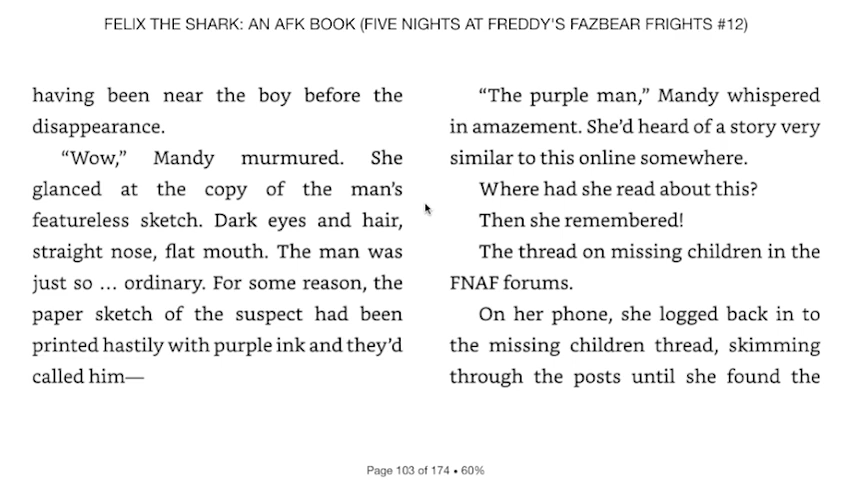 FELIX THE SHARK: AN AFK BOOK (FIVE NIGHTS AT FREDDY'S FAZBEAR FRIGHTS #12)
having been near the boy before the
disappearance.
“Wow,” Mandy murmured. She
glanced at the copy of the man’s
featureless sketch. Dark eyes and hair,
straight nose, flat mouth. The man was
just so … ordinary. For some reason, the
paper sketch of the suspect had been
printed hastily with purple ink and they’d
called him—
“The purple man,” Mandy whispered
in amazement. She’d heard of a story very
similar to this online somewhere.
Where had she read about this?
Then she remembered!
The thread on missing children in the
FNAF forums.
On her phone, she logged back in to
the missing children thread, skimming
through the posts until she found the
Page 103 of 174 • 60%